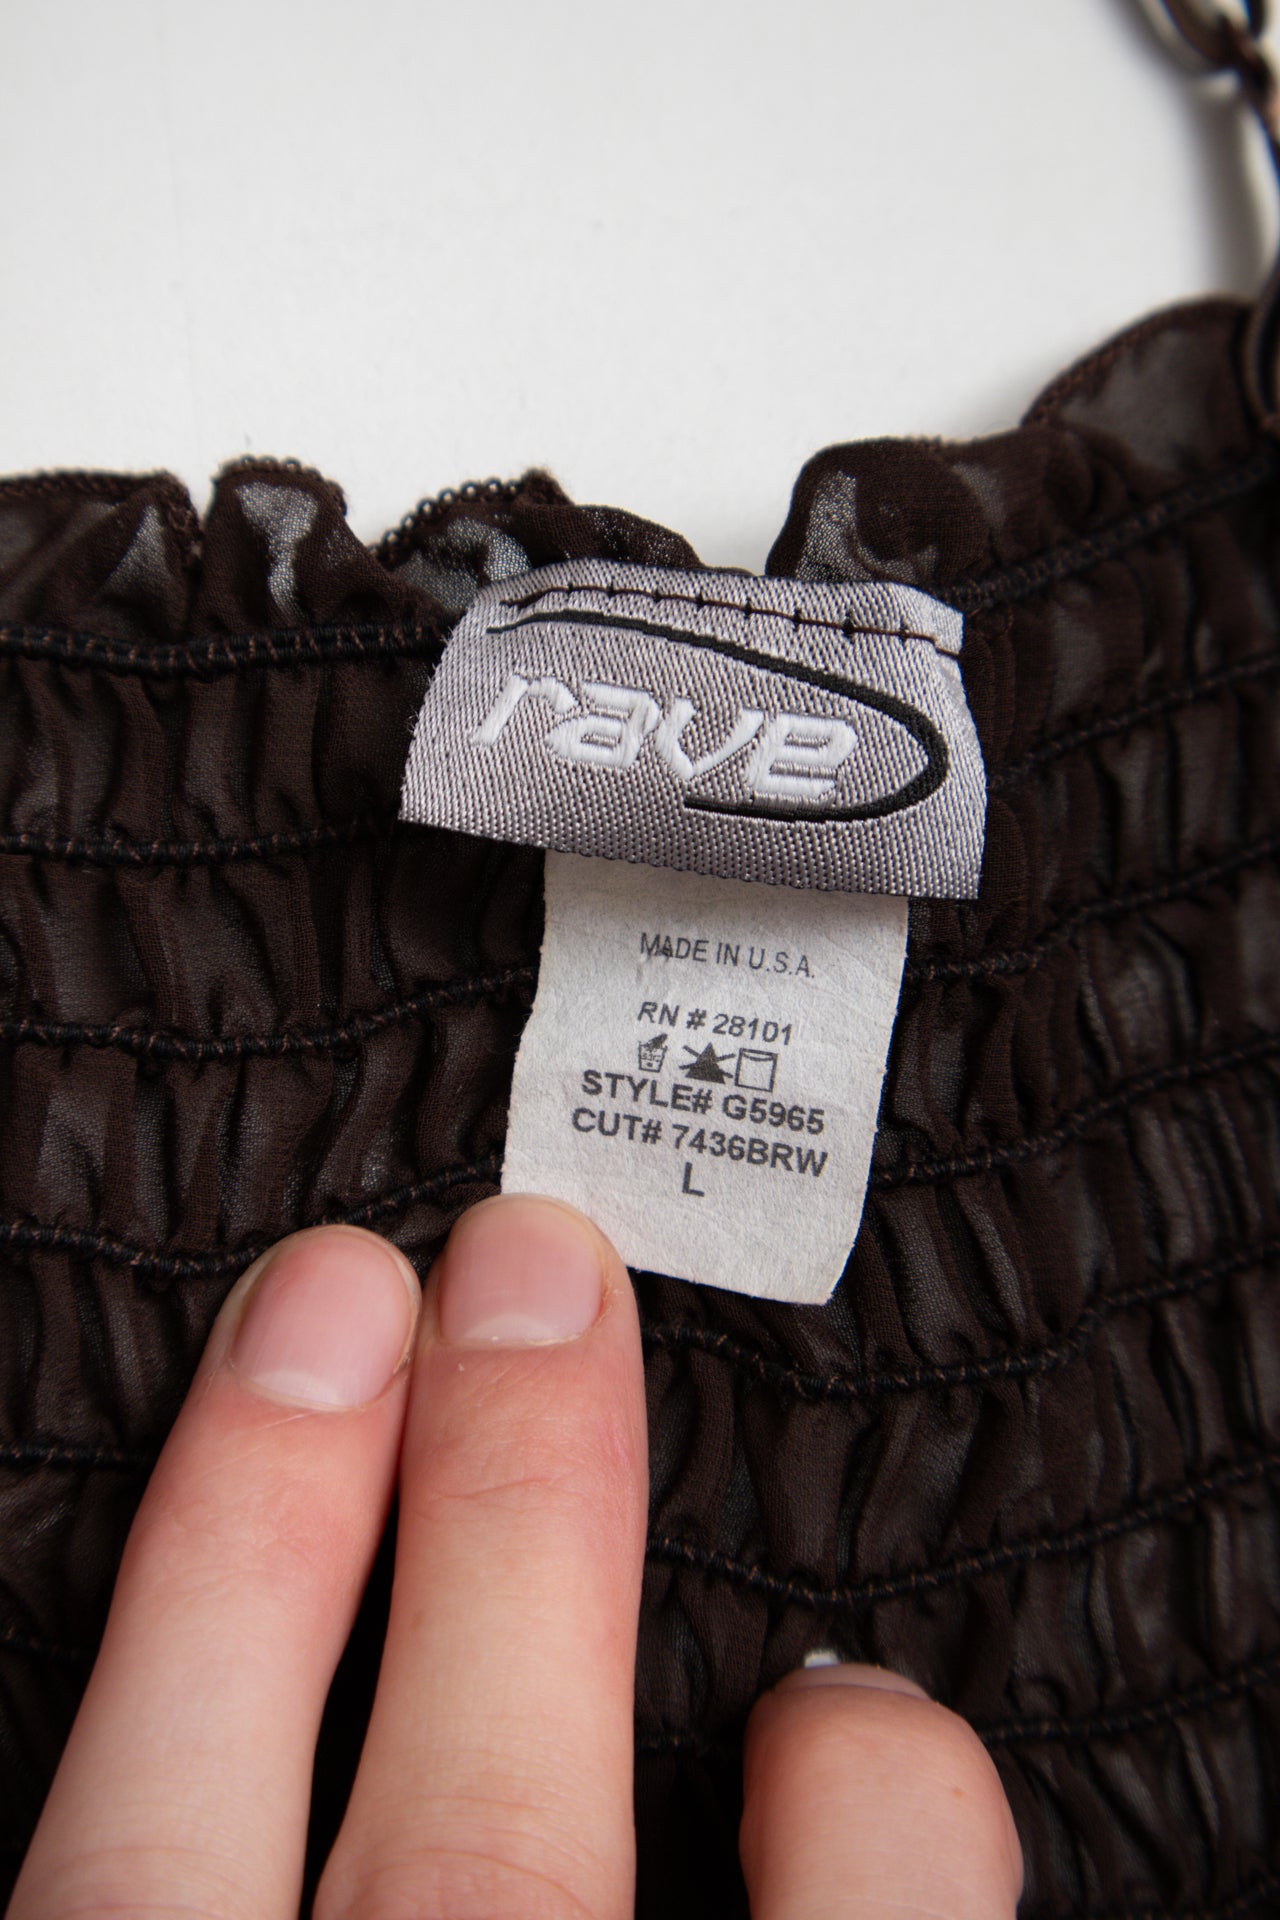 rave
MADE IN U.S.A.
RN # 28101
STYLE# G5965
CUT# 7436BRW
L